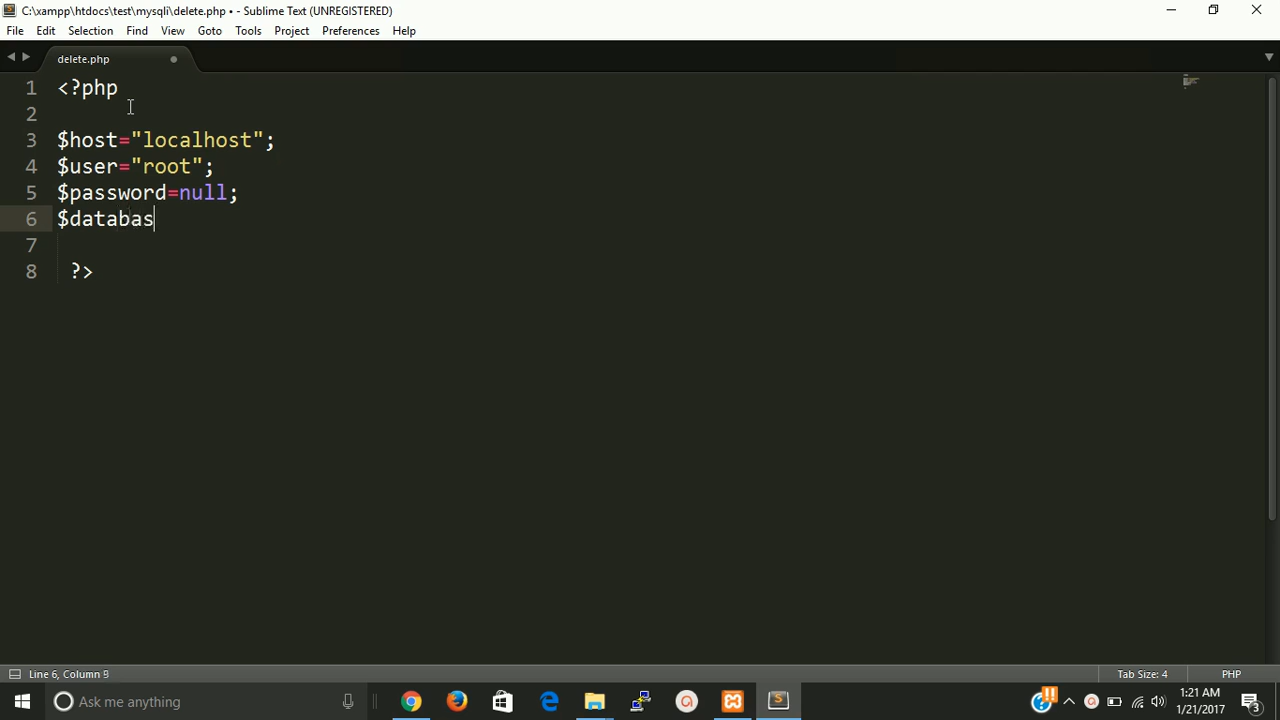 C:\xampp\htdocs\test\mysqli\delete.php • - Sublime Text (UNREGISTERED)
File Edit Selection Find View Goto Tools Project Preferences Help
delete.php
1 <?php
2
3 $host="localhost";
4 $user="root";
5 $password=null;
6 $databas
7
8 ?>
Line 6, Column 9 Tab Size: 4 PHP
Ask me anything
1:21 AM
1/21/2017
3